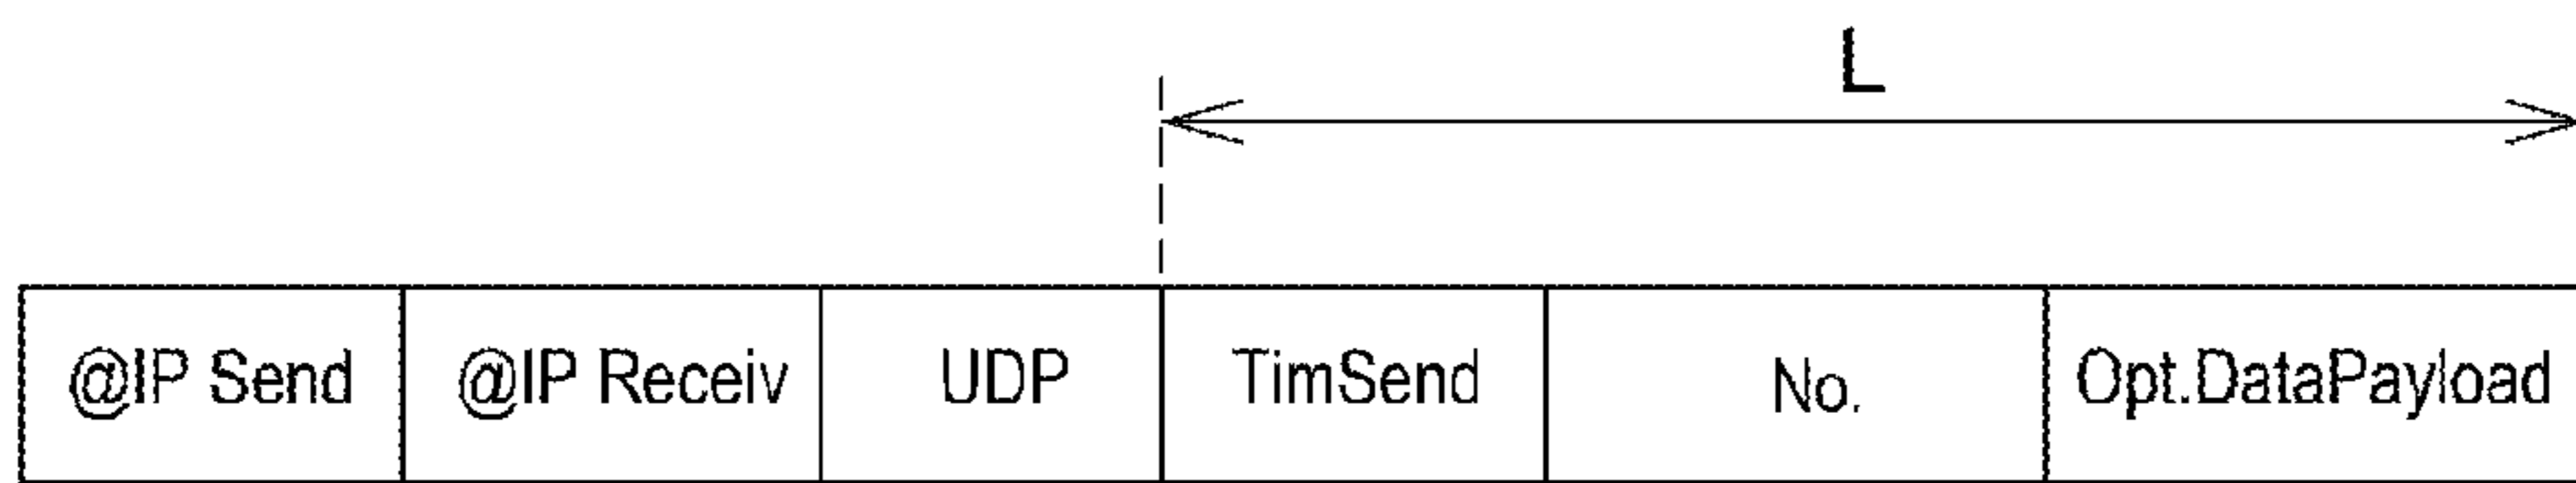 L
@IP Send @IP Receiv UDP TimSend No. Opt.DataPayload